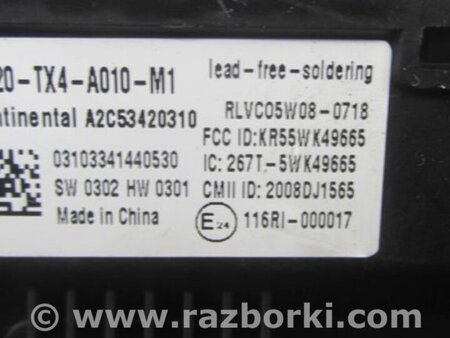 20-TX4-A010-M1
lead-free-soldering
ntinental A2C53420310
RLVC05W08-0718
FCC ID:KR55WK49665
03103341440530
IC: 267T-5WK49665
SW 0302 HW 0301
CMII ID: 2008DJ1565
Made in China
E24
116RI-000017
www.razborki.com